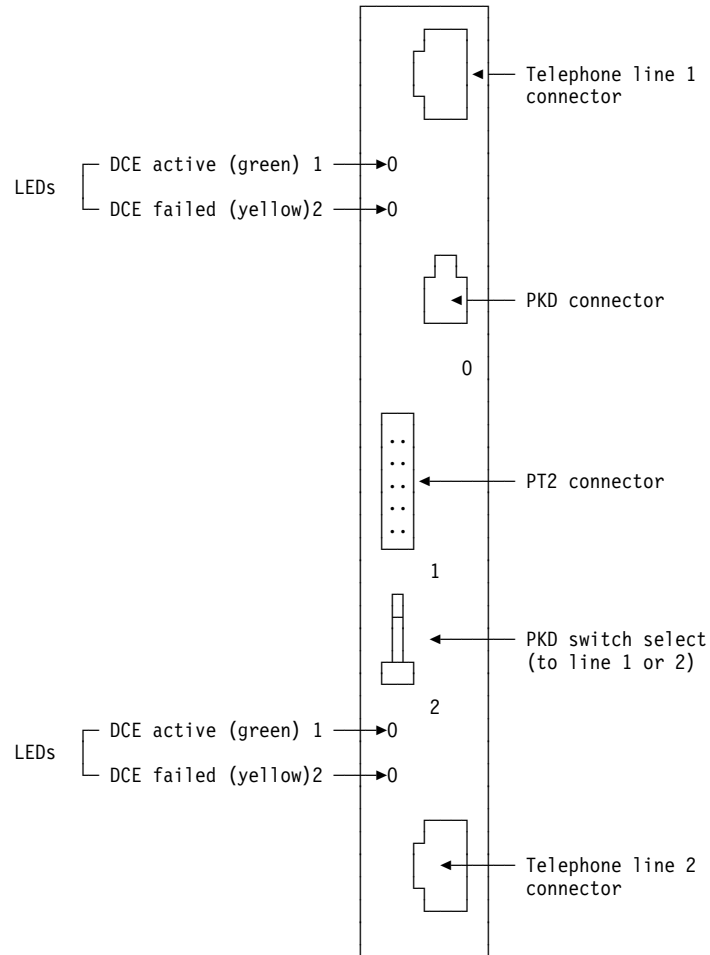 Telephone line 1
connector
DCE active (green) 1 0
LEDs
DCE failed (yellow)2 0
PKD connector
0
PT2 connector
1
PKD switch select
(to line 1 or 2)
2
DCE active (green) 1 0
LEDs
DCE failed (yellow)2 0
Telephone line 2
connector